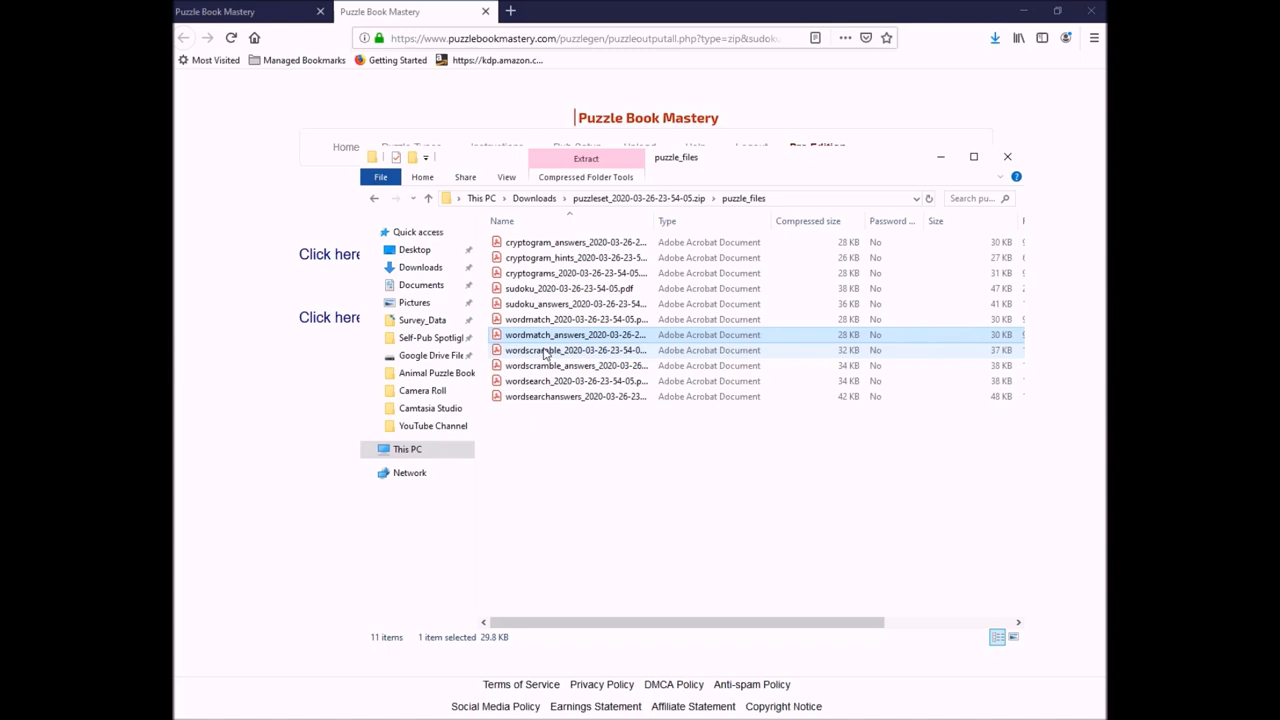 Puzzle Book Mastery
Puzzle Book Mastery
https://www.puzzlebookmastery.com/puzzlegen/puzzleoutputall.php?type=zip&sudoku
Most Visited Managed Bookmarks Getting Started https://kdp.amazon.c...
Puzzle Book Mastery
Home Puzzle Types Instructions Upload Help Logout Pro Edition
Extract puzzle_files
File Home Share View Compressed Folder Tools
This PC > Downloads > puzzleset_2020-03-26-23-54-05.zip > puzzle_files Search pu...
Name Type Compressed size Password ... Size
Quick access
Desktop
Downloads
Documents
Pictures
Survey_Data
Self-Pub Spotligl
Google Drive File
Animal Puzzle Book
Camera Roll
Camtasia Studio
YouTube Channel
This PC
Network
cryptogram_answers_2020-03-26-2... Adobe Acrobat Document 28 KB No 30 KB
cryptogram_hints_2020-03-26-23-5... Adobe Acrobat Document 26 KB No 27 KB
cryptograms_2020-03-26-23-54-05.... Adobe Acrobat Document 28 KB No 31 KB
sudoku_2020-03-26-23-54-05.pdf Adobe Acrobat Document 38 KB No 47 KB
sudoku_answers_2020-03-26-23-54... Adobe Acrobat Document 36 KB No 41 KB
wordmatch_2020-03-26-23-54-05.p... Adobe Acrobat Document 28 KB No 30 KB
wordmatch_answers_2020-03-26-2... Adobe Acrobat Document 28 KB No 30 KB
wordscramble_2020-03-26-23-54-0... Adobe Acrobat Document 32 KB No 37 KB
wordscramble_answers_2020-03-26... Adobe Acrobat Document 34 KB No 38 KB
wordsearch_2020-03-26-23-54-05.p... Adobe Acrobat Document 34 KB No 38 KB
wordsearchanswers_2020-03-26-23... Adobe Acrobat Document 42 KB No 48 KB
Click here
Click here
11 items 1 item selected 29.8 KB
Terms of Service Privacy Policy DMCA Policy Anti-spam Policy
Social Media Policy Earnings Statement Affiliate Statement Copyright Notice